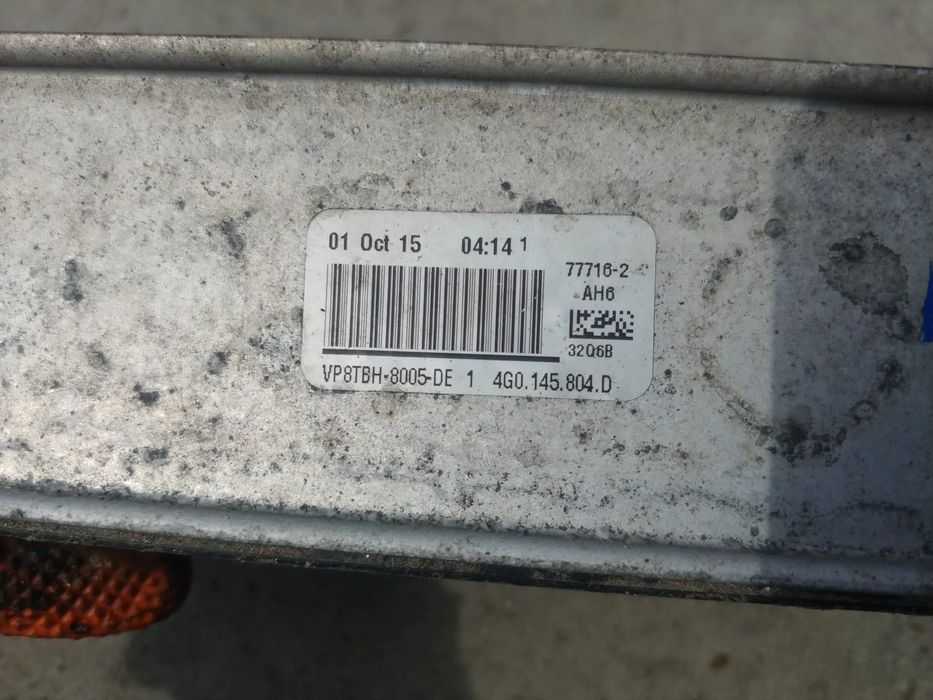 01 Oct 15 04:14 1
77716-2
AH6
32Q6B
VP8TBH-8005-DE 1 4G0.145.804.D